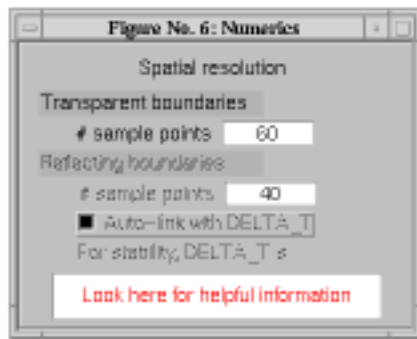 Figure No. 6: Numerics
Spatial resolution
Transparent boundaries
# sample points 60
Reflecting boundaries
# sample points 40
Auto-link with DELTA_T
For stability, DELTA_T ≤
Look here for helpful information